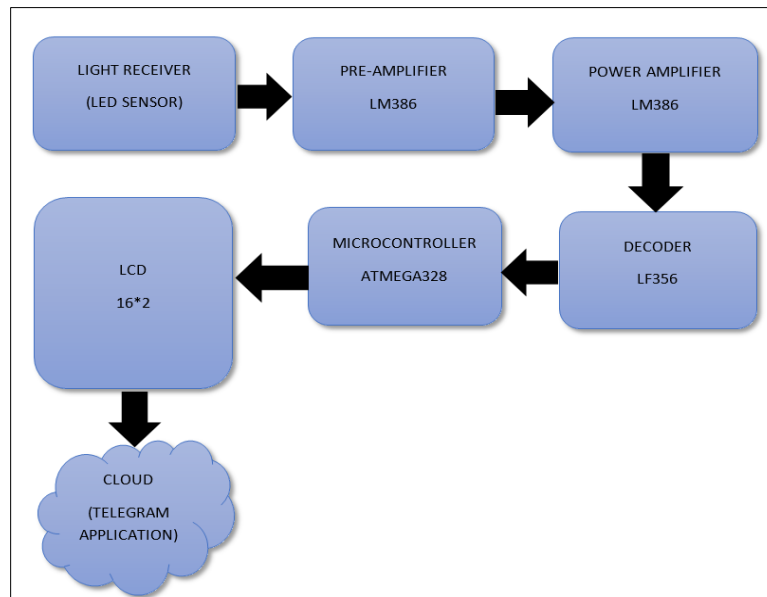 LIGHT RECEIVER
(LED SENSOR)
PRE-AMPLIFIER
LM386
POWER AMPLIFIER
LM386
DECODER
LF356
MICROCONTROLLER
ATMEGA328
LCD
16*2
CLOUD
(TELEGRAM
APPLICATION)